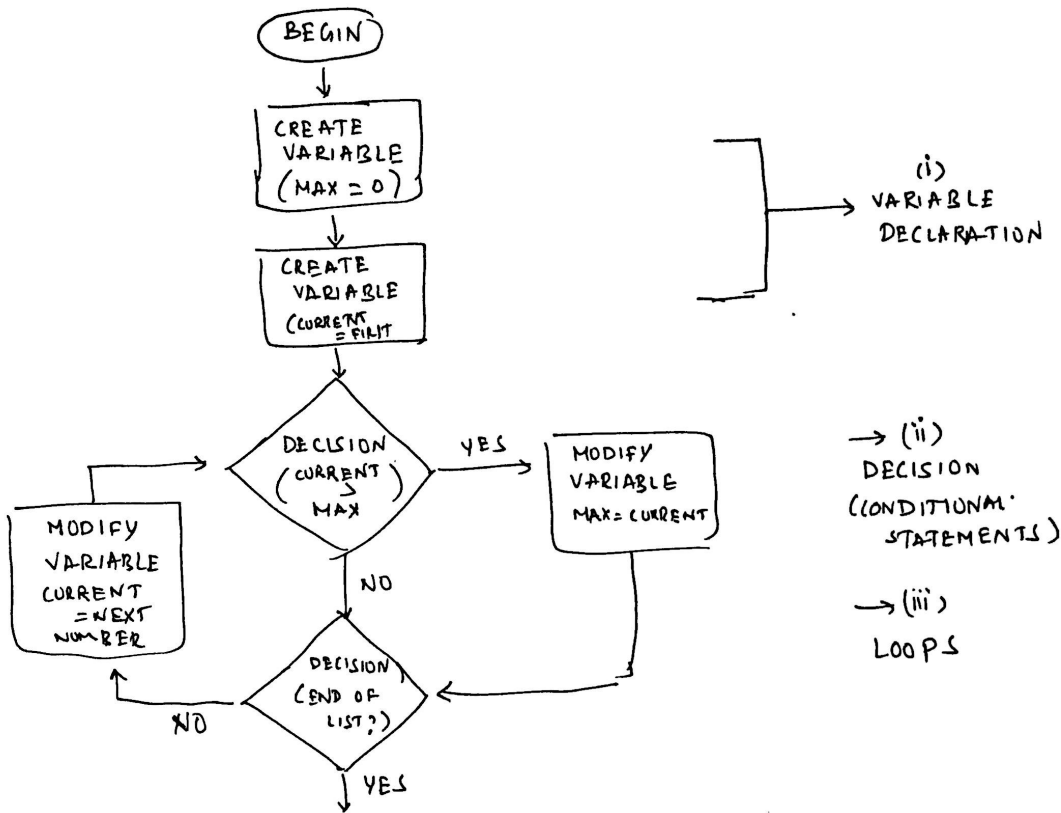 BEGIN
CREATE
VARIABLE
(MAX = 0)
CREATE
VARIABLE
(CURRENT
= FIRST
(i)
VARIABLE
DECLARATION
DECISION
(CURRENT
>
MAX)
YES
MODIFY
VARIABLE
MAX = CURRENT
→ (ii)
DECISION
(CONDITIONAL
STATEMENTS)
MODIFY
VARIABLE
CURRENT
= NEXT
NUMBER
NO
→ (iii)
LOOPS
DECISION
(END OF
LIST?)
NO
YES